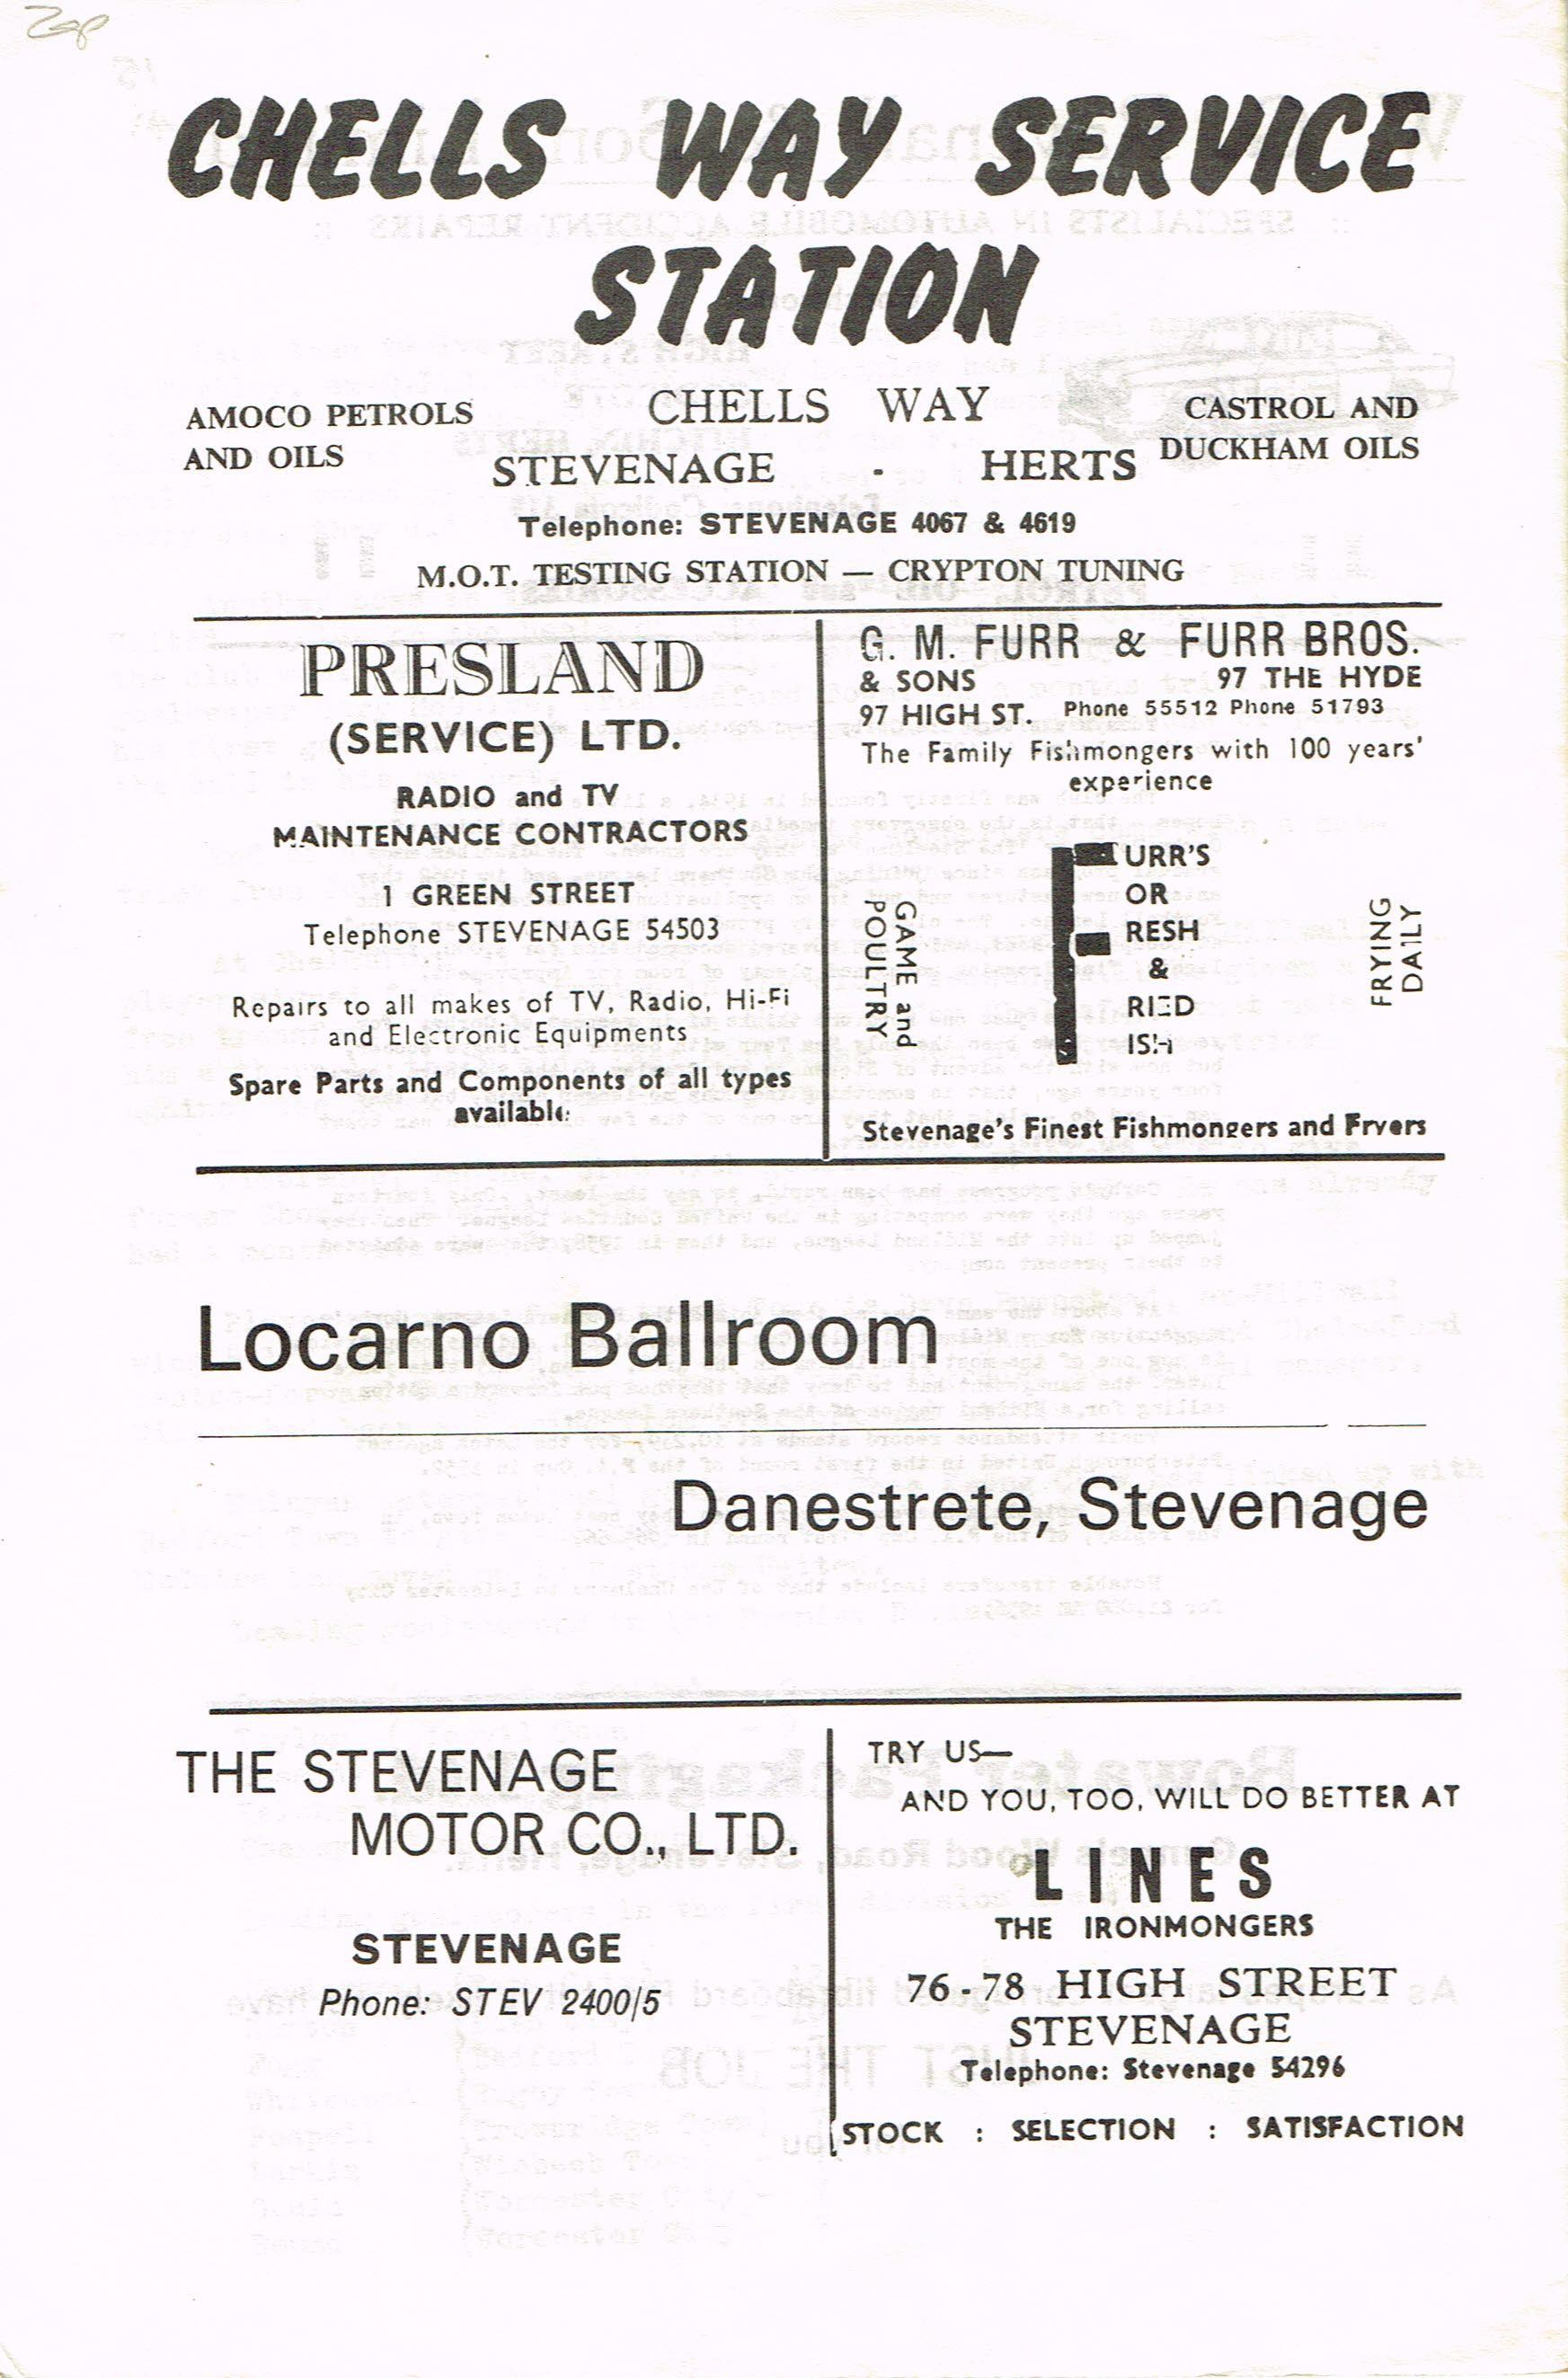 CHELLS WAY SERVICE
STATION
AMOCO PETROLS
AND OILS
CHELLS WAY
STEVENAGE - HERTS
CASTROL AND
DUCKHAM OILS
Telephone: STEVENAGE 4067 & 4619
M.O.T. TESTING STATION — CRYPTON TUNING
PRESLAND
(SERVICE) LTD.
RADIO and TV
MAINTENANCE CONTRACTORS
1 GREEN STREET
Telephone STEVENAGE 54503
Repairs to all makes of TV, Radio, Hi-Fi
and Electronic Equipments
Spare Parts and Components of all types
available
G. M. FURR & FURR BROS.
& SONS 97 THE HYDE
97 HIGH ST. Phone 55512 Phone 51793
The Family Fishmongers with 100 years'
experience
GAME and
POULTRY
FURR'S
OR
RESH
&
RIED
ISH
FRYING
DAILY
Stevenage's Finest Fishmongers and Fryers
Locarno Ballroom
Danestrete, Stevenage
THE STEVENAGE
MOTOR CO., LTD.
STEVENAGE
Phone: STEV 2400/5
TRY US—
AND YOU, TOO, WILL DO BETTER AT
LINES
THE IRONMONGERS
76-78 HIGH STREET
STEVENAGE
Telephone: Stevenage 54296
STOCK : SELECTION : SATISFACTION